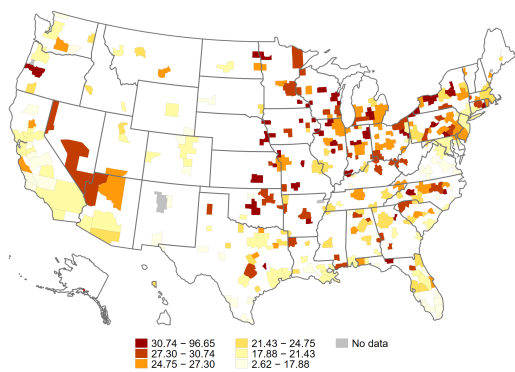 30.74 − 96.65 21.43 − 24.75 No data
27.30 − 30.74 17.88 − 21.43
24.75 − 27.30 2.62 − 17.88